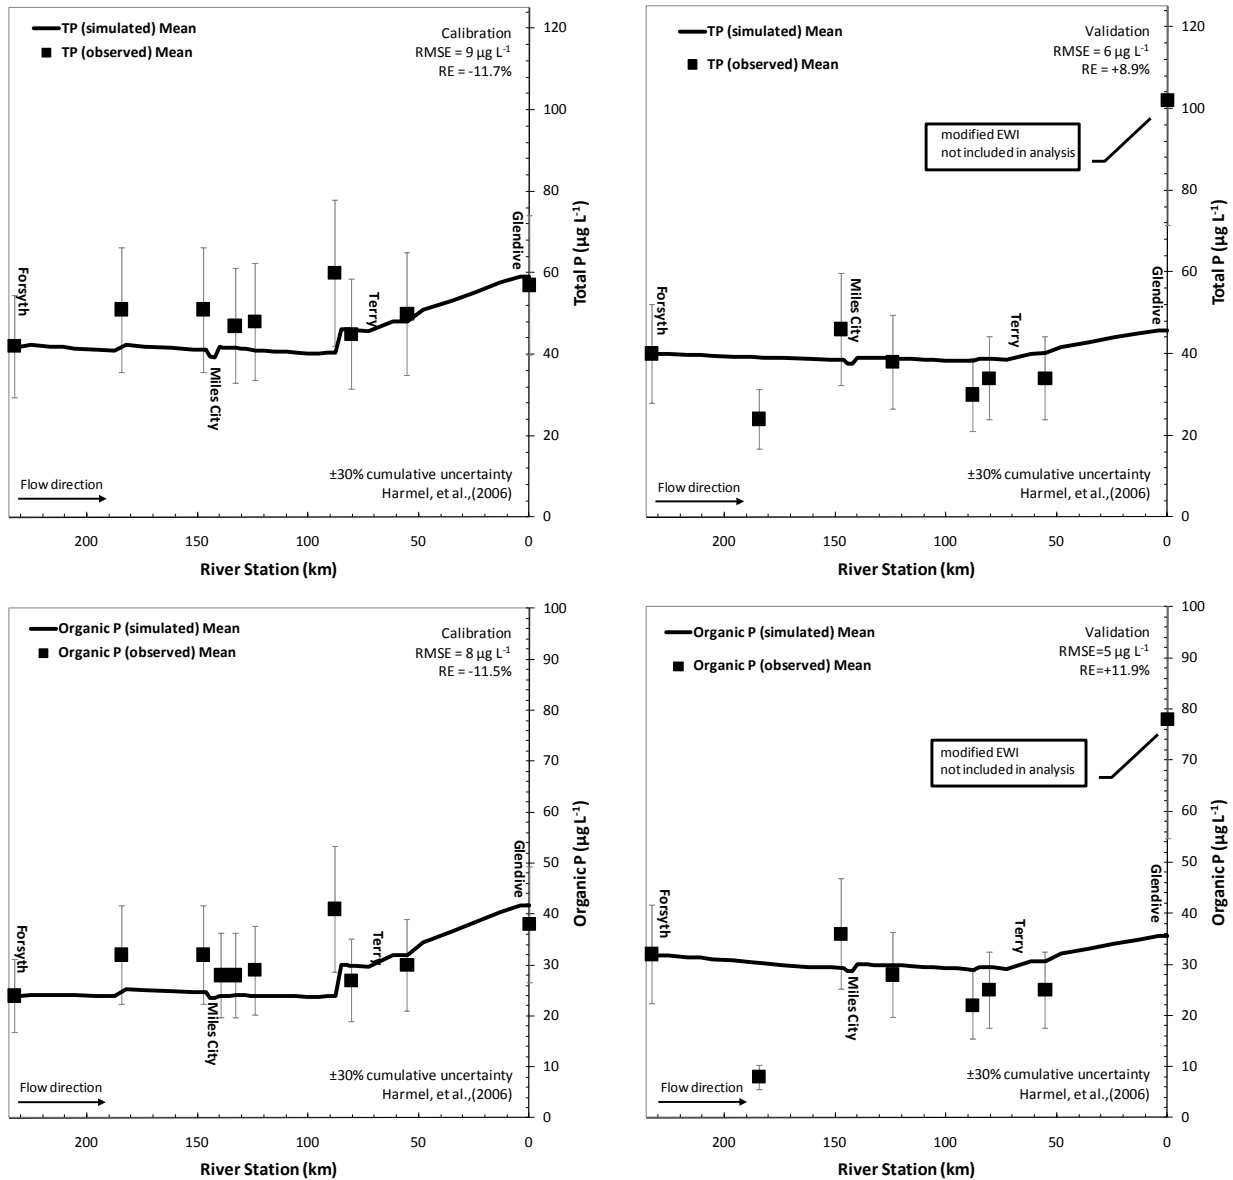 TP (simulated) Mean
TP (observed) Mean
Calibration
RMSE = 9 µg L-1
RE = -11.7%
Forsyth
Miles City
Terry
Glendive
Flow direction
±30% cumulative uncertainty
Harmel, et al.,(2006)
120
100
80
60
40
20
0
Total P (µg L-1)
200
150
100
50
0
River Station (km)
TP (simulated) Mean
TP (observed) Mean
Validation
RMSE = 6 µg L-1
RE = +8.9%
modified EWI
not included in analysis
Forsyth
Miles City
Terry
Glendive
Flow direction
±30% cumulative uncertainty
Harmel, et al.,(2006)
120
100
80
60
40
20
0
Total P (µg L-1)
200
150
100
50
0
River Station (km)
Organic P (simulated) Mean
Organic P (observed) Mean
Calibration
RMSE = 8 µg L-1
RE = -11.5%
Forsyth
Miles City
Terry
Glendive
Flow direction
±30% cumulative uncertainty
Harmel, et al.,(2006)
100
90
80
70
60
50
40
30
20
10
0
Organic P (µg L-1)
200
150
100
50
0
River Station (km)
Organic P (simulated) Mean
Organic P (observed) Mean
Validation
RMSE=5 µg L-1
RE=+11.9%
modified EWI
not included in analysis
Forsyth
Miles City
Terry
Glendive
Flow direction
±30% cumulative uncertainty
Harmel, et al.,(2006)
100
90
80
70
60
50
40
30
20
10
0
Organic P (µg L-1)
200
150
100
50
0
River Station (km)